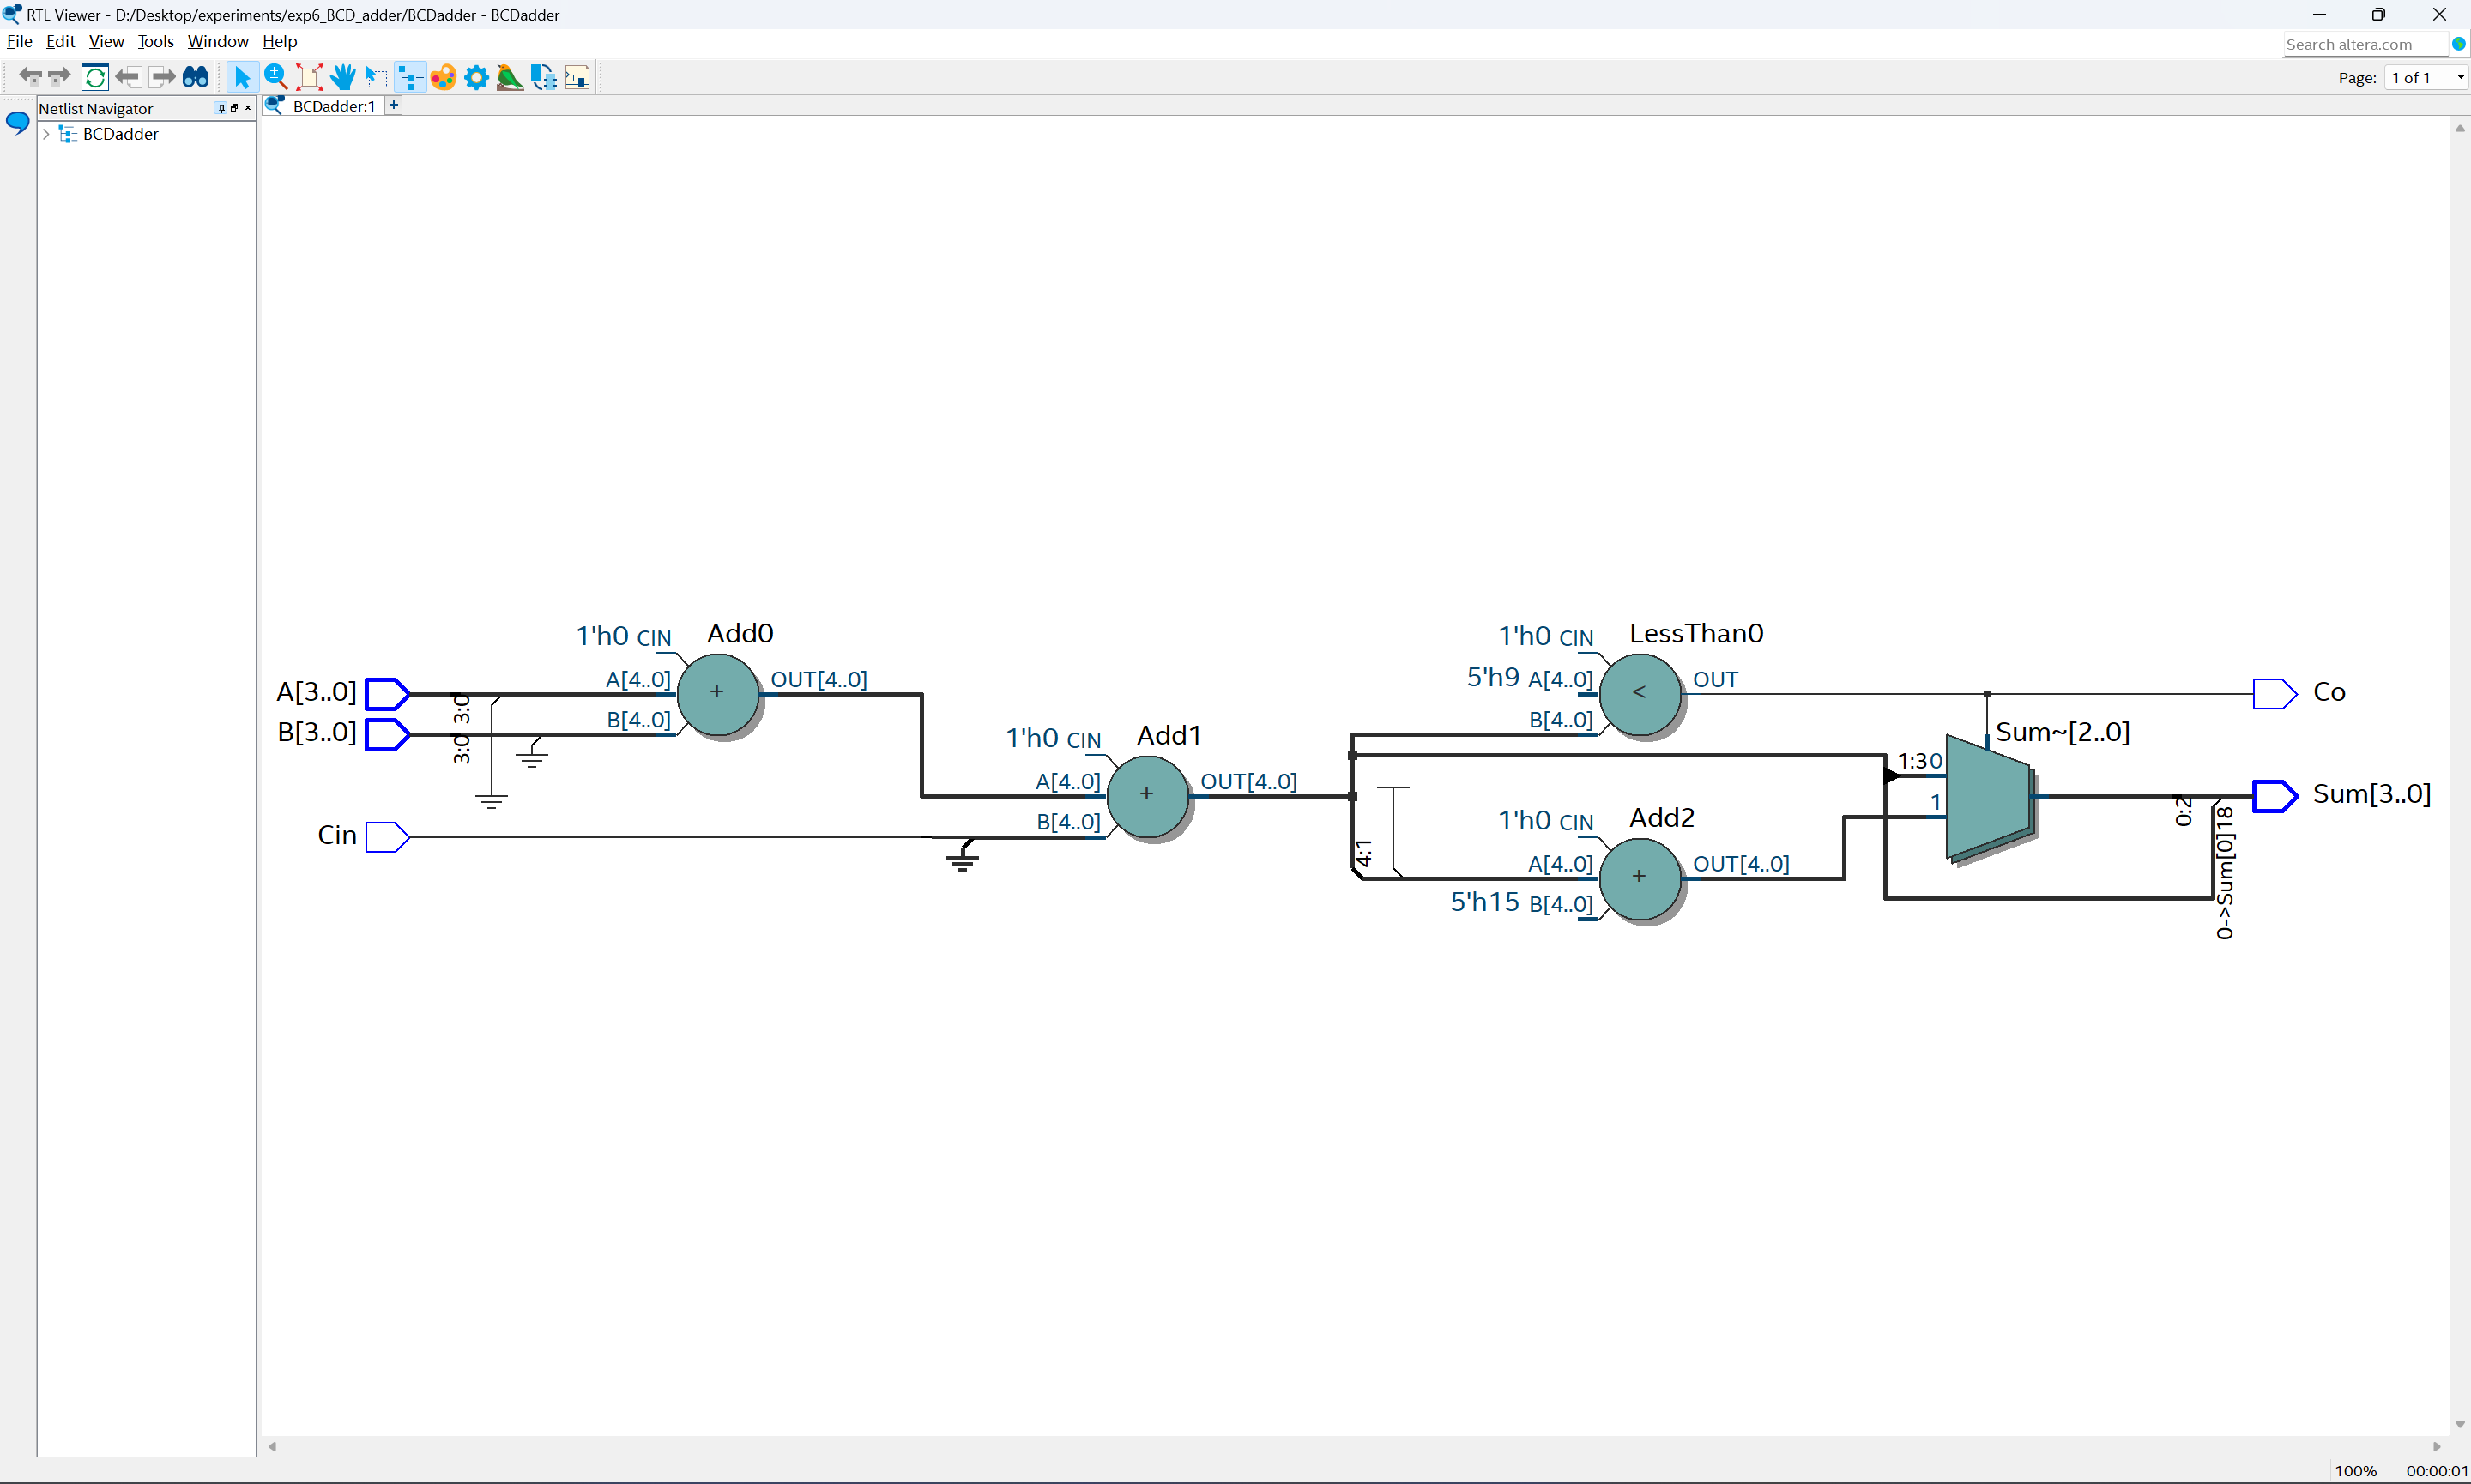 RTL Viewer - D:/Desktop/experiments/exp6_BCD_adder/BCDadder - BCDadder
File Edit View Tools Window Help
Search altera.com
Page: 1 of 1
Netlist Navigator
BCDadder:1 +
BCDadder
1'h0 CIN Add0
A[3..0] 3:0 A[4..0] + OUT[4..0]
B[3..0] 3:0 B[4..0]
1'h0 CIN Add1
A[4..0] + OUT[4..0]
Cin B[4..0]
1'h0 CIN LessThan0
5'h9 A[4..0] < OUT
B[4..0]
Co
4:1
1'h0 CIN Add2
A[4..0] + OUT[4..0]
5'h15 B[4..0]
Sum~[2..0]
1:3 0
1
0:2
0->Sum[0]18
Sum[3..0]
100% 00:00:01